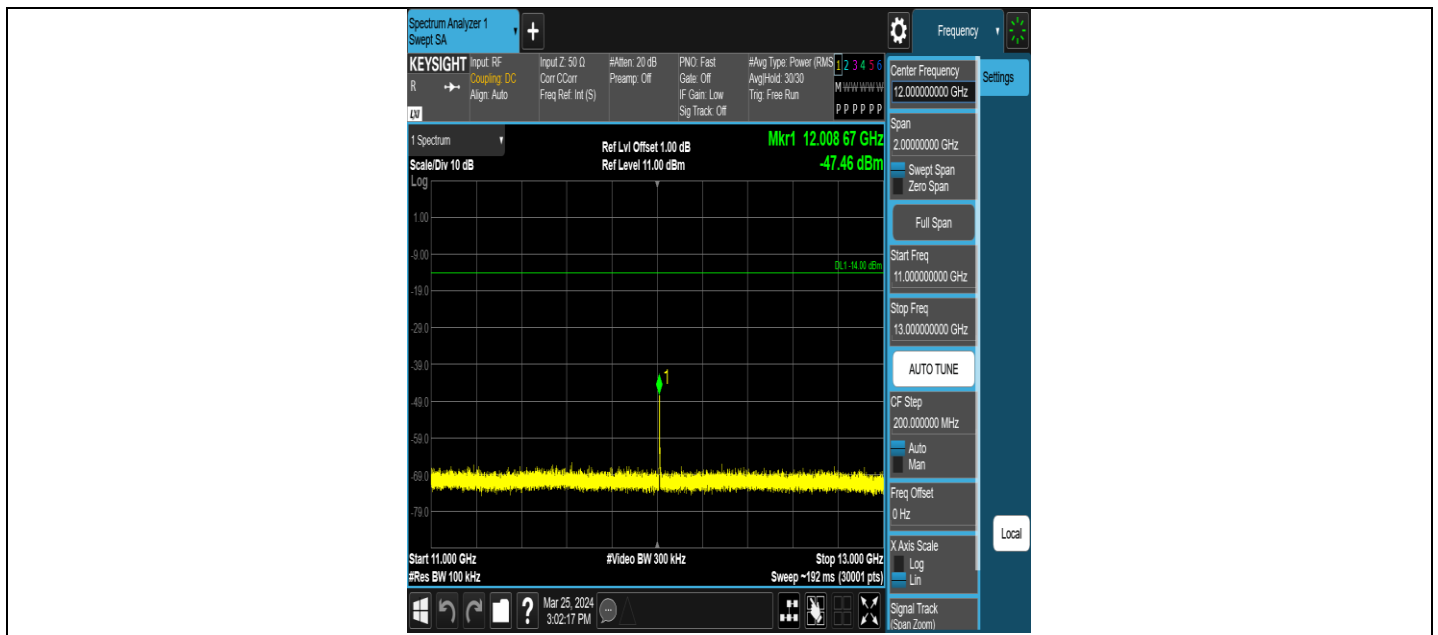 Spectrum Analyzer 1
Swept SA
+
Frequency
KEYSIGHT
R
LXI
Input: RF
Coupling: DC
Align: Auto
Input Z: 50 Ω
Corr CCorr
Freq Ref: Int (S)
#Atten: 20 dB
Preamp: Off
PNO: Fast
Gate: Off
IF Gain: Low
Sig Track: Off
#Avg Type: Power (RMS
Avg|Hold: 30/30
Trig: Free Run
1 2 3 4 5 6
M W W W W W
P P P P P P
1 Spectrum
Scale/Div 10 dB
Log
Ref Lvl Offset 1.00 dB
Ref Level 11.00 dBm
Mkr1 12.008 67 GHz
-47.46 dBm
1.00
-9.00
DL1 -14.00 dBm
-19.0
-29.0
-39.0
1
-49.0
-59.0
-69.0
-79.0
Start 11.000 GHz
#Res BW 100 kHz
#Video BW 300 kHz
Stop 13.000 GHz
Sweep ~192 ms (30001 pts)
Center Frequency
12.000000000 GHz
Settings
Span
2.00000000 GHz
Swept Span
Zero Span
Full Span
Start Freq
11.000000000 GHz
Stop Freq
13.000000000 GHz
AUTO TUNE
CF Step
200.000000 MHz
Auto
Man
Freq Offset
0 Hz
X Axis Scale
Log
Lin
Local
Signal Track
(Span Zoom)
?
Mar 25, 2024
3:02:17 PM